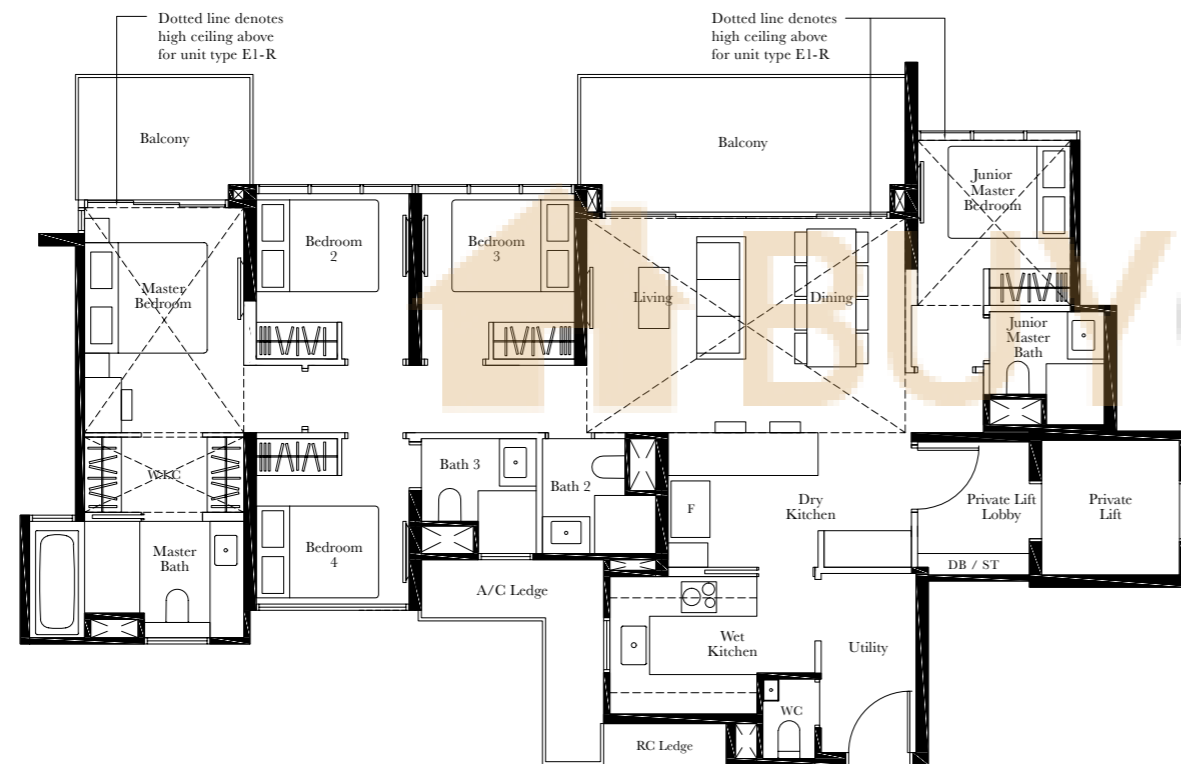 Dotted line denotes
high ceiling above
for unit type E1-R
Dotted line denotes
high ceiling above
for unit type E1-R
Balcony
Balcony
Junior
Master
Bedroom
Bedroom
2
Bedroom
3
Master
Bedroom
Living
Dining
Junior
Master
Bath
W.I.C
Bath 3
Bath 2
F
Dry
Kitchen
Private Lift
Lobby
Private
Lift
Master
Bath
Bedroom
4
A/C Ledge
DB / ST
Wet
Kitchen
Utility
WC
RC Ledge
BUY